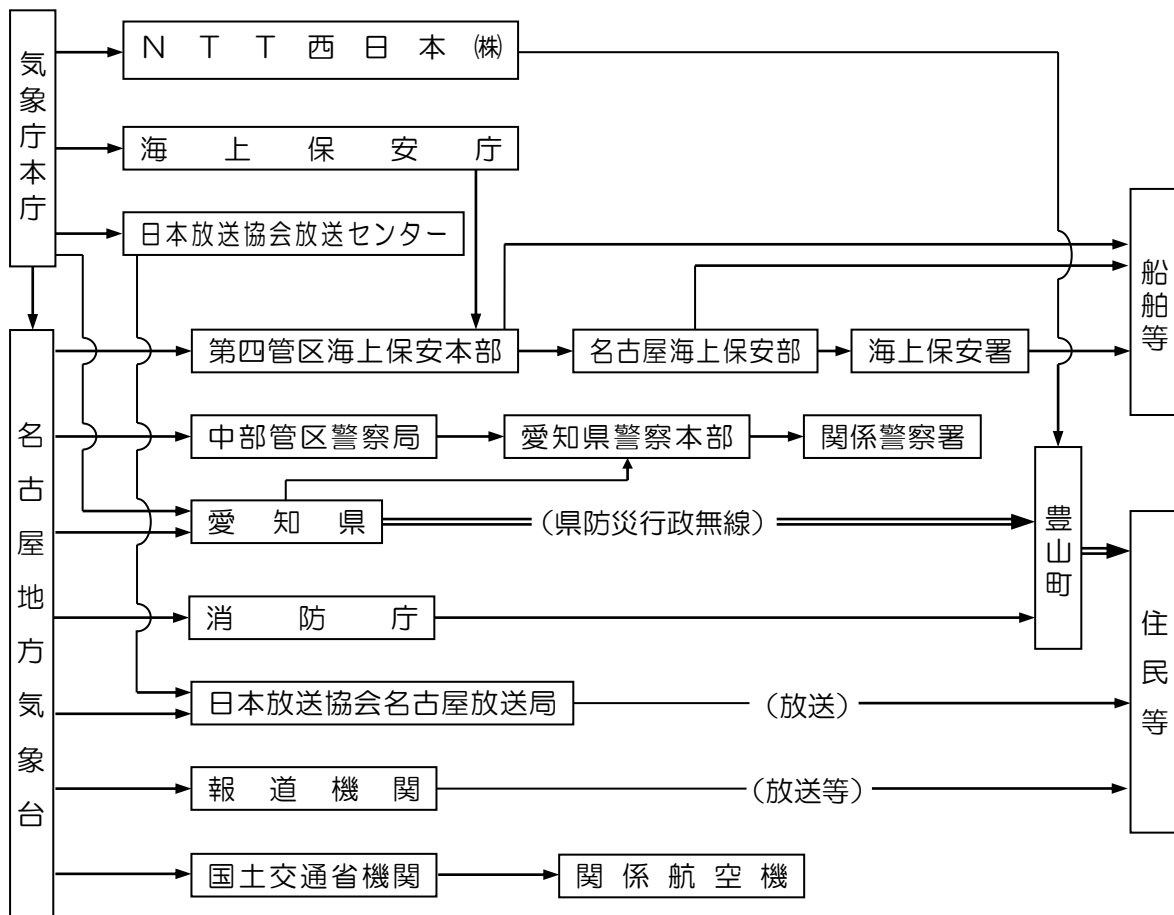 気象庁本庁
NTT西日本㈱
海上保安庁
日本放送協会放送センター
船舶等
名古屋地方気象台
第四管区海上保安本部
名古屋海上保安部
海上保安署
中部管区警察局
愛知県警察本部
関係警察署
愛知県
（県防災行政無線）
豊山町
住民等
消防庁
日本放送協会名古屋放送局
（放送）
報道機関
（放送等）
国土交通省機関
関係航空機